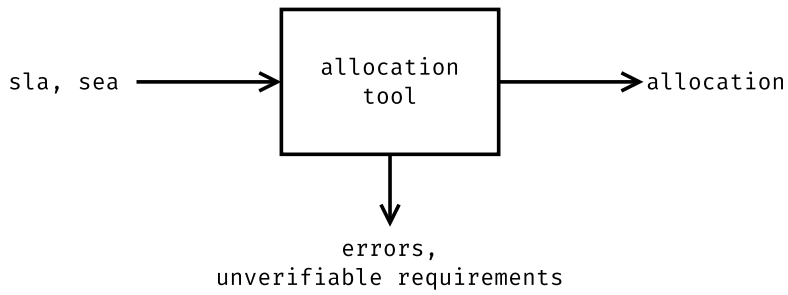 sla, sea
allocation
tool
allocation
errors,
unverifiable requirements